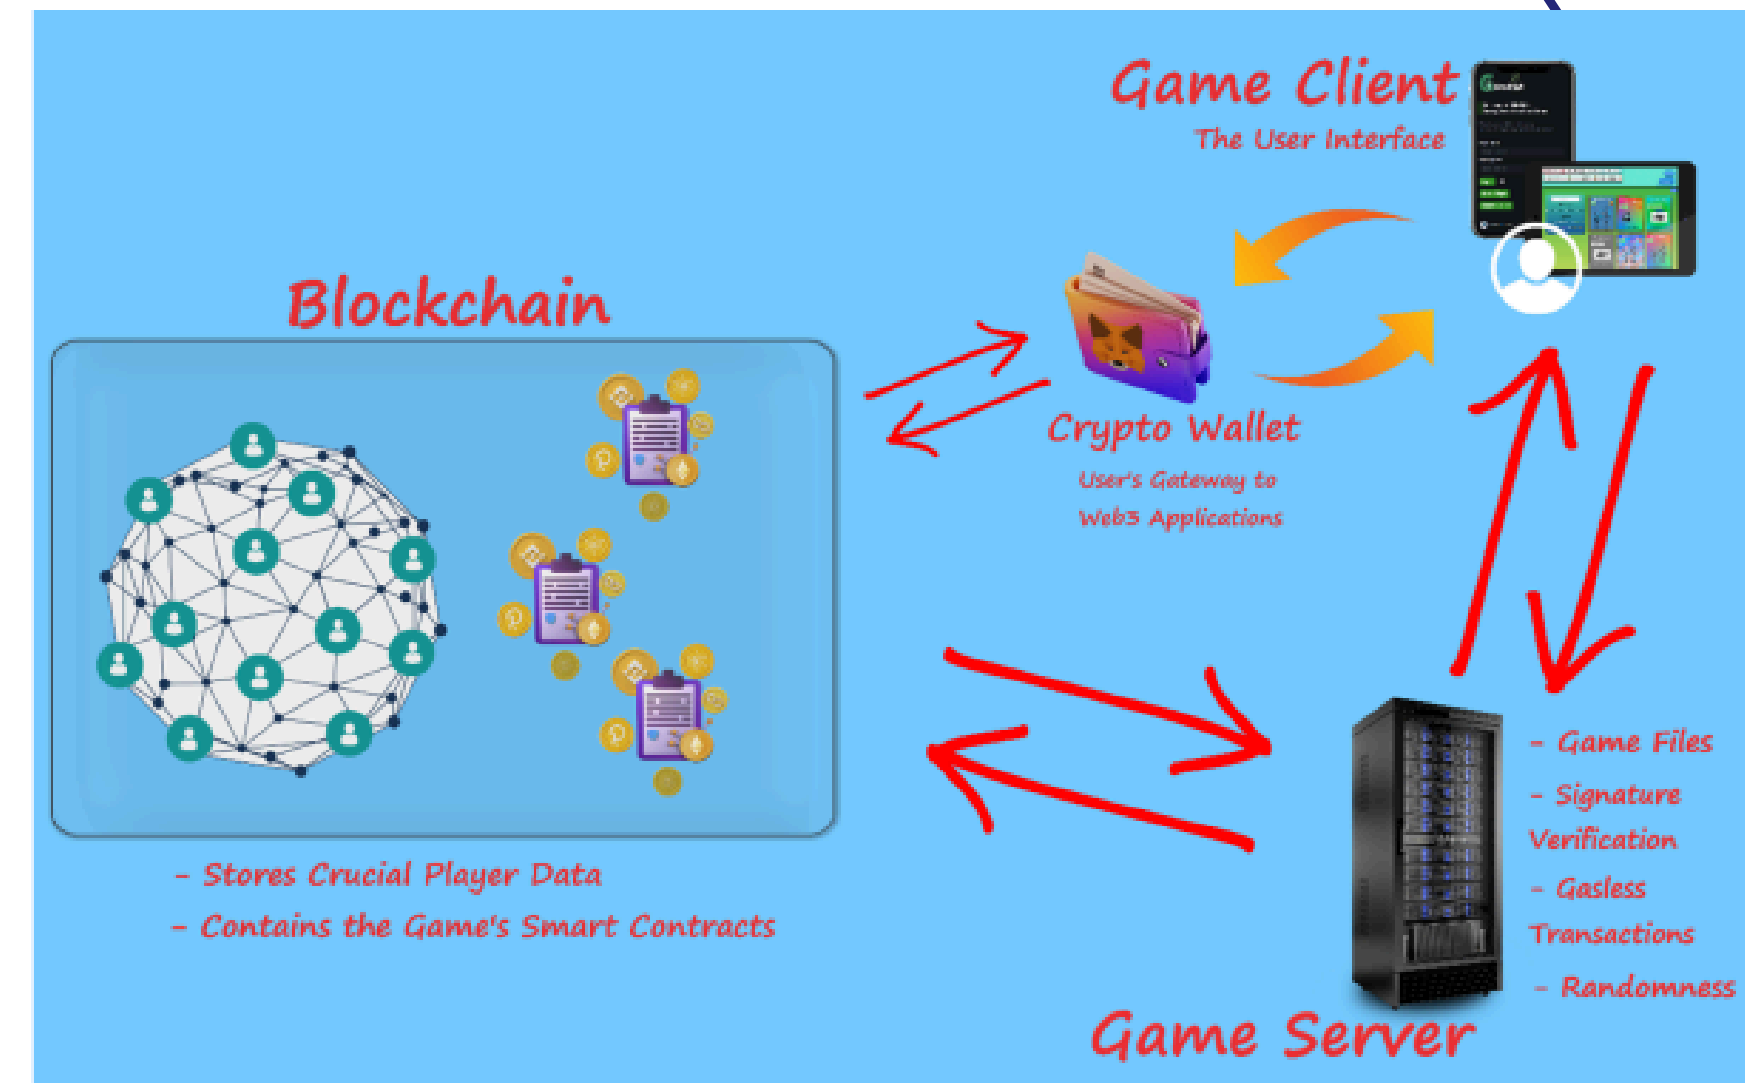 Game Client
The User Interface
Blockchain
Crypto Wallet
User's Gateway to
Web3 Applications
- Stores Crucial Player Data
- Contains the Game's Smart Contracts
- Game Files
- Signature
Verification
- Gasless
Transactions
- Randomness
Game Server